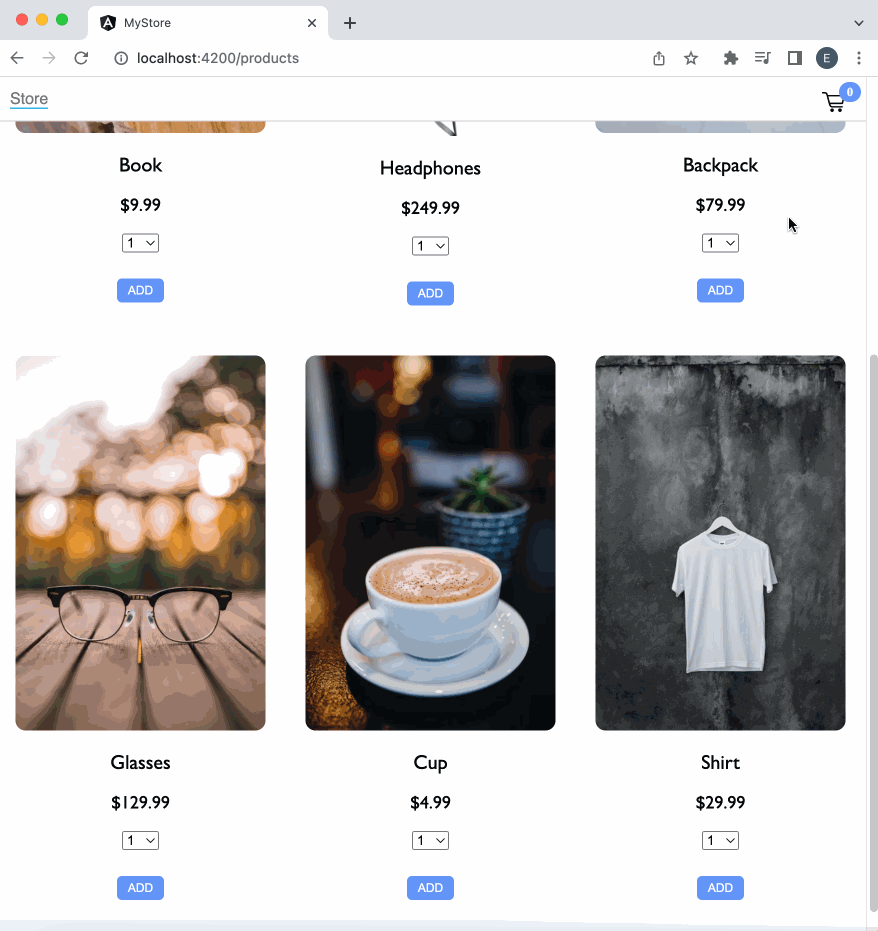 MyStore
localhost:4200/products
E
Store
0
Book
Headphones
Backpack
$9.99
$249.99
$79.99
1
1
1
ADD
ADD
ADD
Glasses
Cup
Shirt
$129.99
$4.99
$29.99
1
1
1
ADD
ADD
ADD